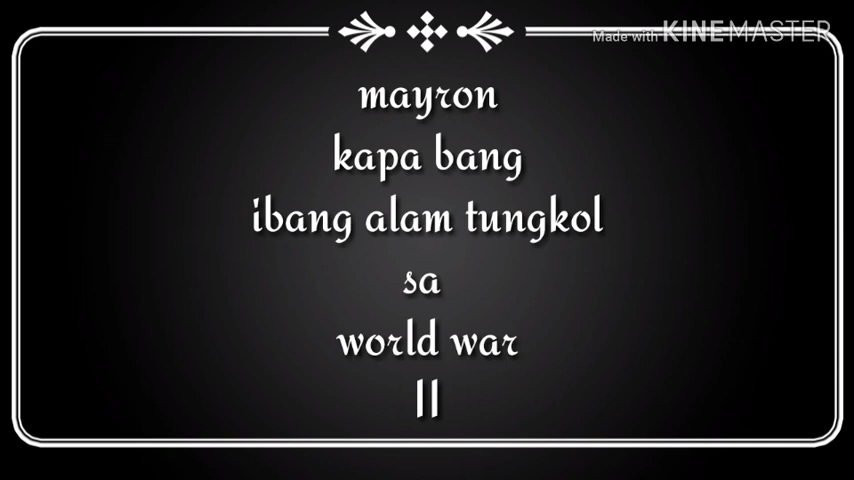 Made with KINEMASTER
mayron
kapa bang
ibang alam tungkol
sa
world war
II